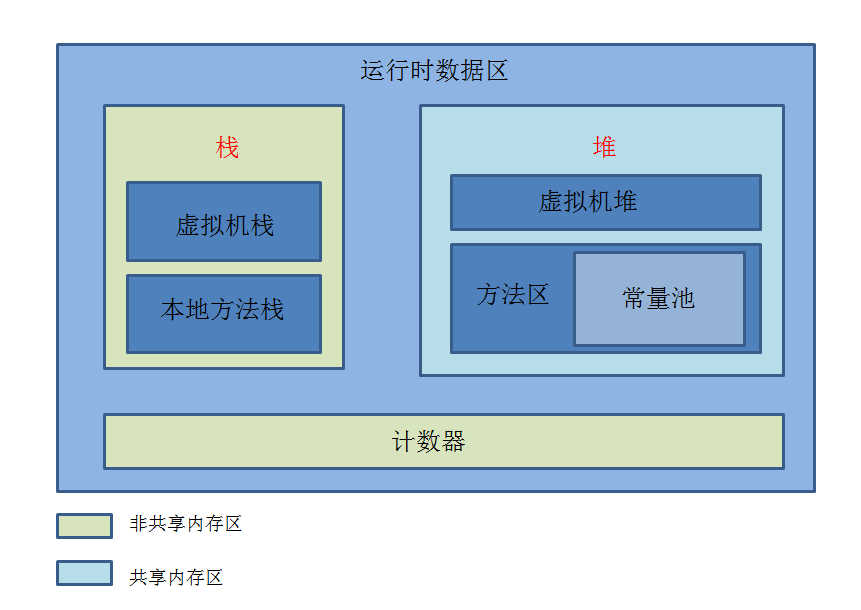 运行时数据区
栈
堆
虚拟机栈
虚拟机堆
本地方法栈
方法区
常量池
计数器
非共享内存区
共享内存区